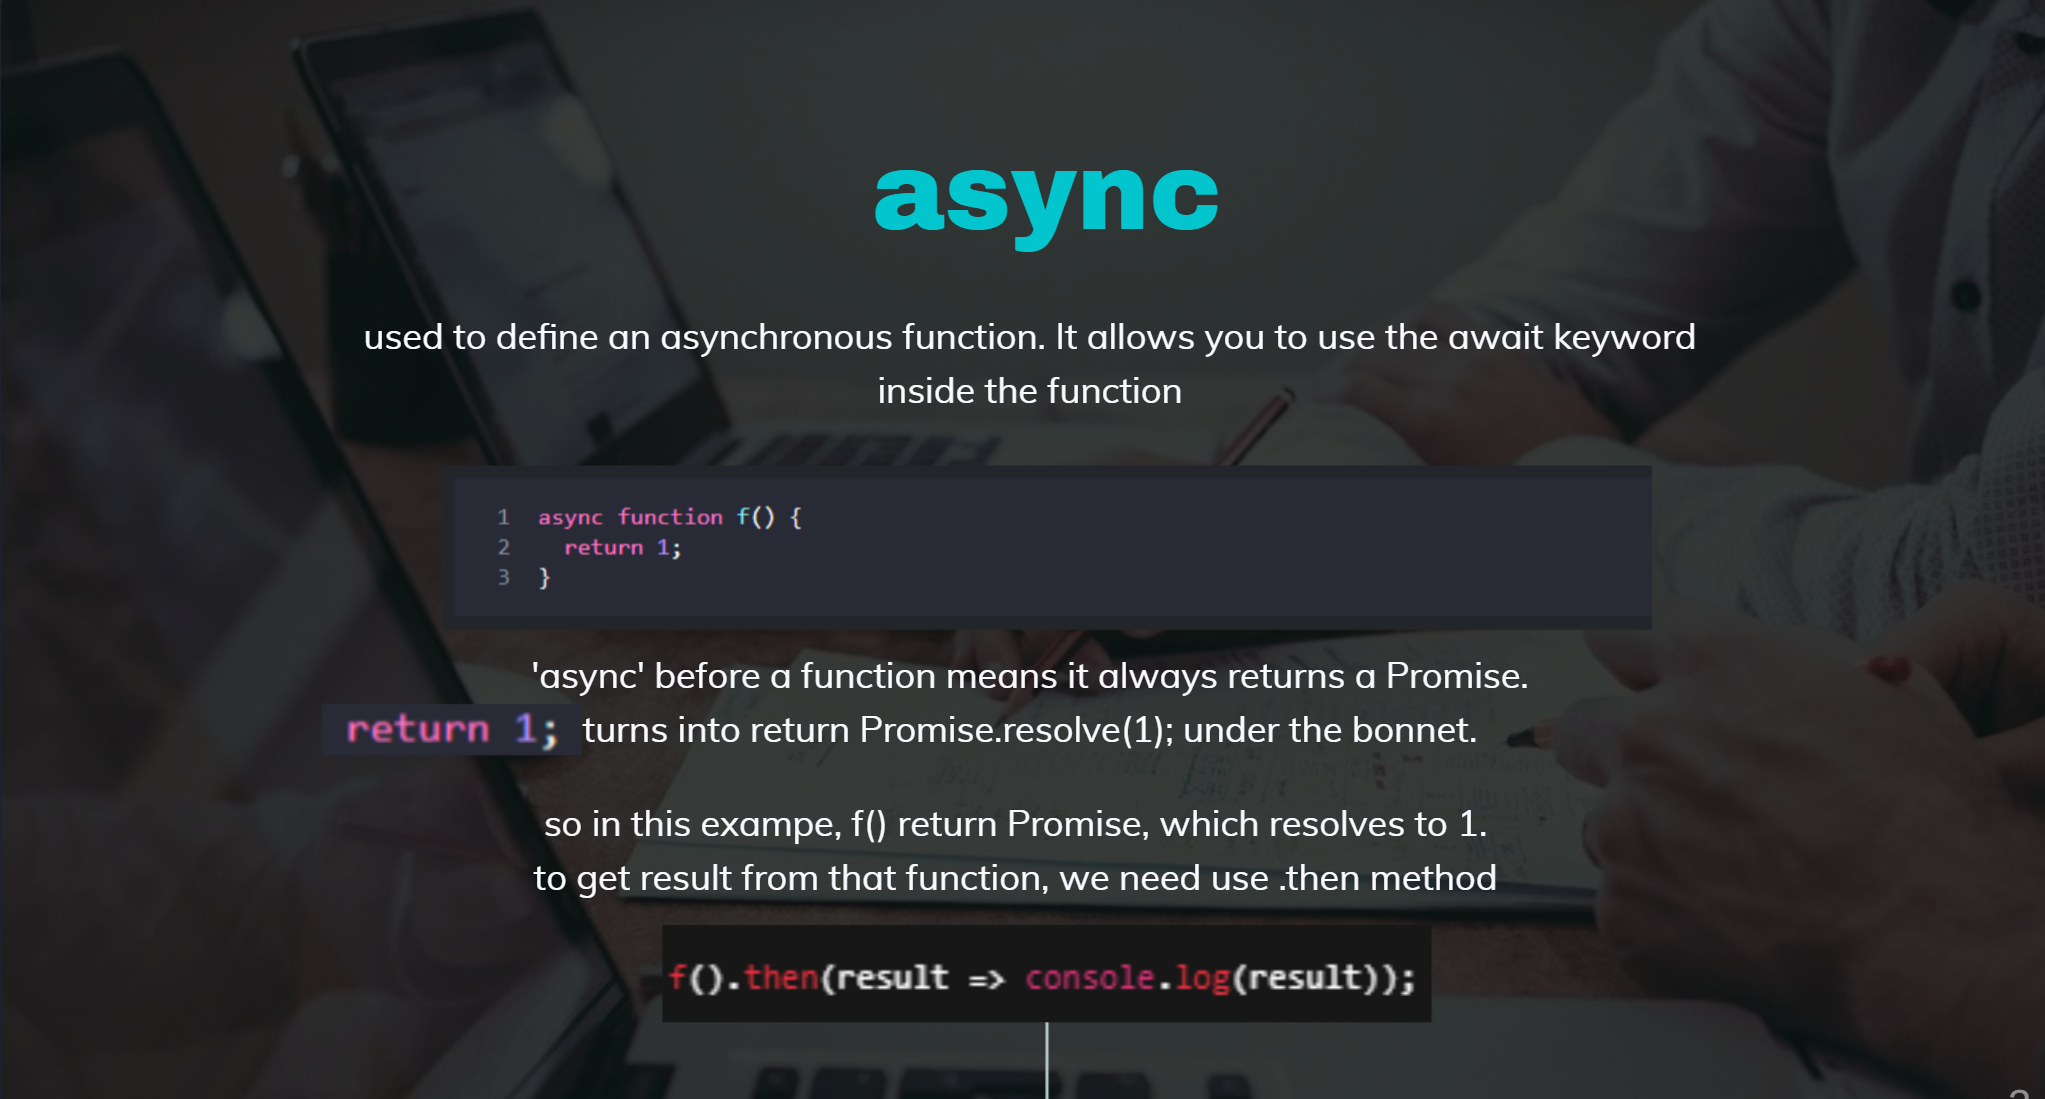 async
used to define an asynchronous function. It allows you to use the await keyword
inside the function
1 async function f() {
2   return 1;
3 }
'async' before a function means it always returns a Promise.
return 1; turns into return Promise.resolve(1); under the bonnet.
so in this exampe, f() return Promise, which resolves to 1.
to get result from that function, we need use .then method
f().then(result => console.log(result));